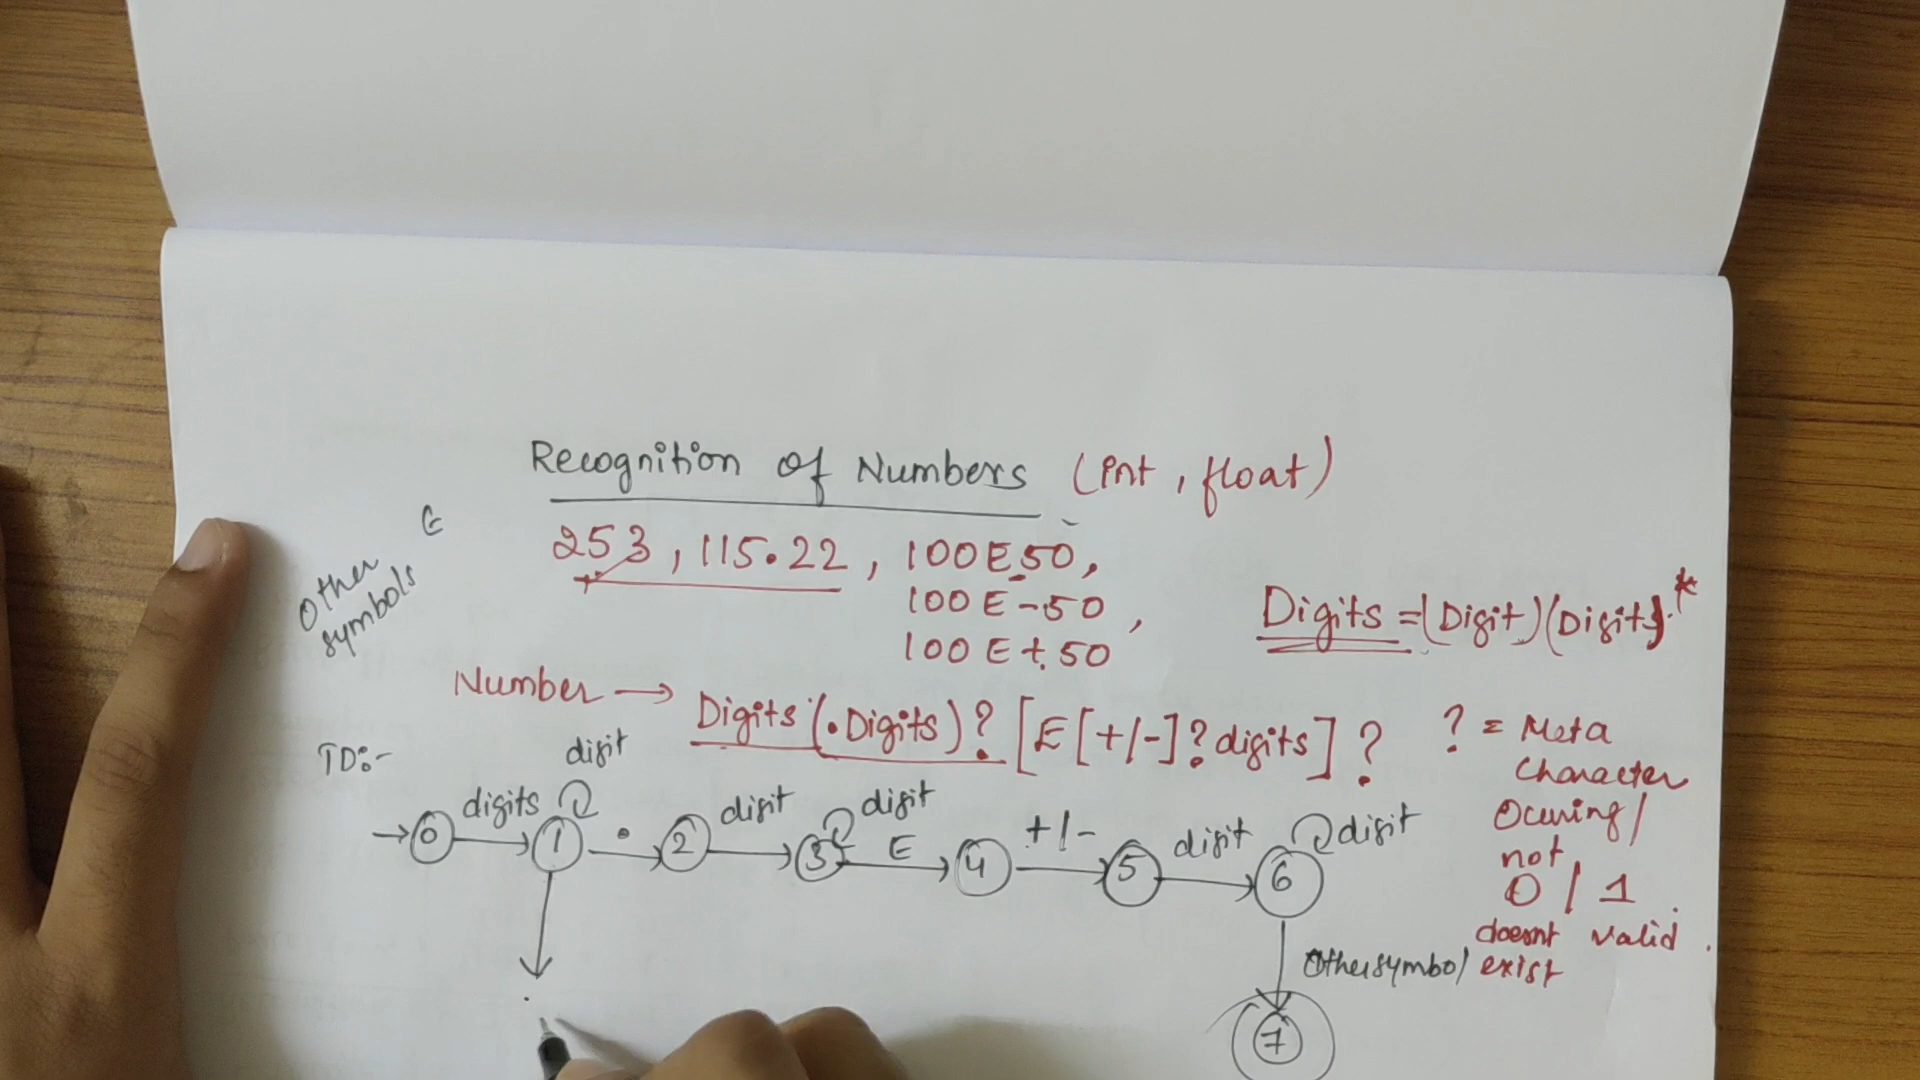 Recognition of Numbers (int, float)
253, 115.22, 100E50,
100E-50,
100E+50
Other
symbols
Digits = (Digit)(Digits)*
Number → Digits (.Digits)? [E[+/-]?digits]?
? = Meta
Character
Occuring/
not
0 / 1
doesnt valid.
exist
TD:-
digit
digits
0 1 . 2 digit 3 digit E 4 +/- 5 digit 6 digit
Othersymbol
7